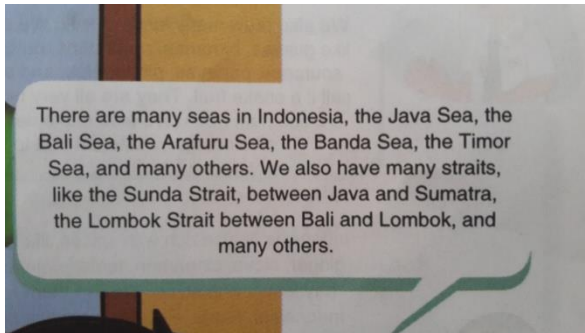 There are many seas in Indonesia, the Java Sea, the
Bali Sea, the Arafuru Sea, the Banda Sea, the Timor
Sea, and many others. We also have many straits,
like the Sunda Strait, between Java and Sumatra,
the Lombok Strait between Bali and Lombok, and
many others.